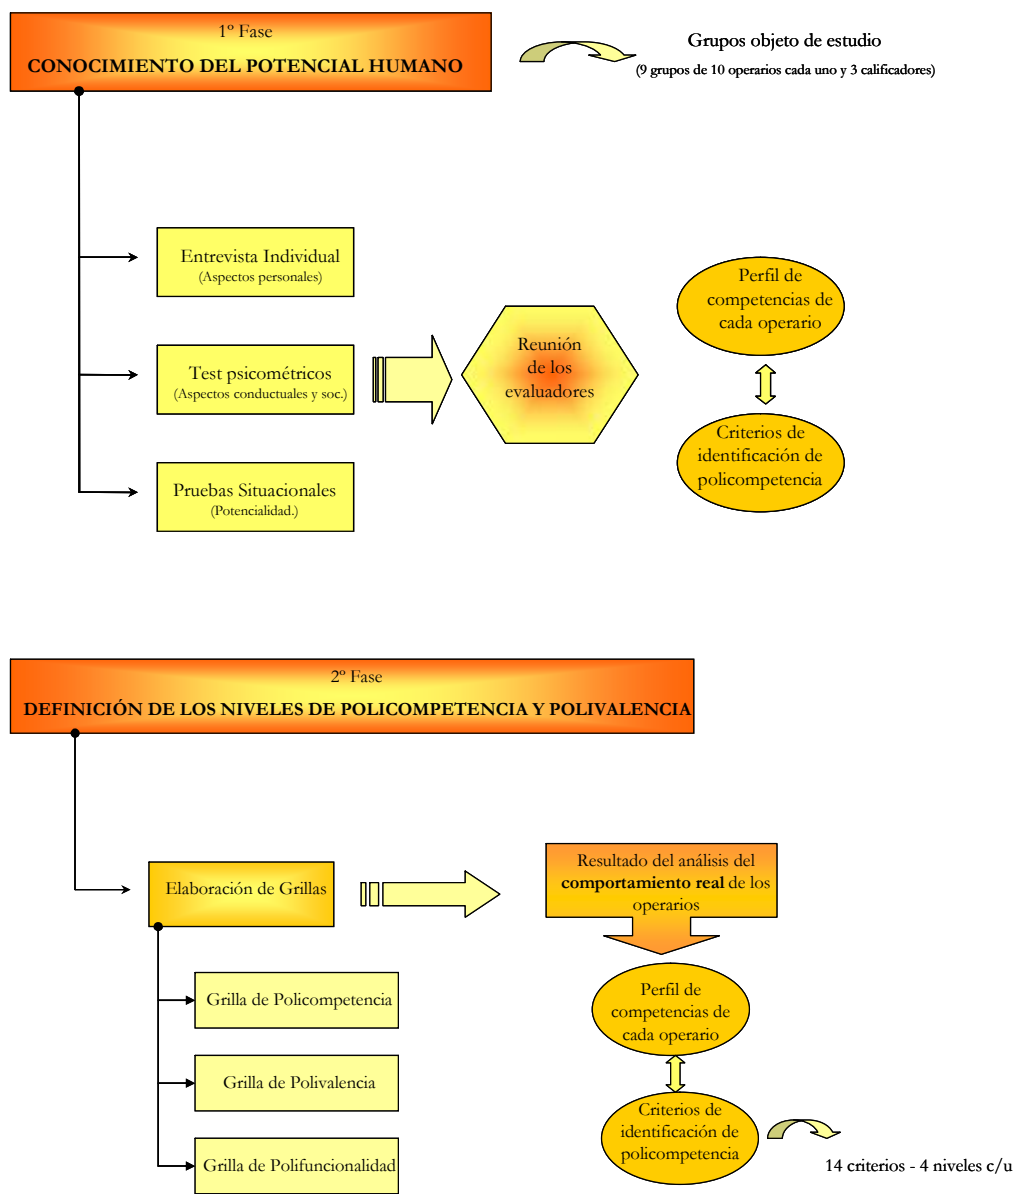 1º Fase
CONOCIMIENTO DEL POTENCIAL HUMANO
Grupos objeto de estudio
(9 grupos de 10 operarios cada uno y 3 calificadores)
Entrevista Individual
(Aspectos personales)
Test psicométricos
(Aspectos conductuales y soc.)
Pruebas Situacionales
(Potencialidad.)
Reunión
de los
evaluadores
Perfil de
competencias de
cada operario
Criterios de
identificación de
policompetencia
2º Fase
DEFINICIÓN DE LOS NIVELES DE POLICOMPETENCIA Y POLIVALENCIA
Elaboración de Grillas
Grilla de Policompetencia
Grilla de Polivalencia
Grilla de Polifuncionalidad
Resultado del análisis del
comportamiento real de los
operarios
Perfil de
competencias de
cada operario
Criterios de
identificación de
policompetencia
14 criterios - 4 niveles c/u